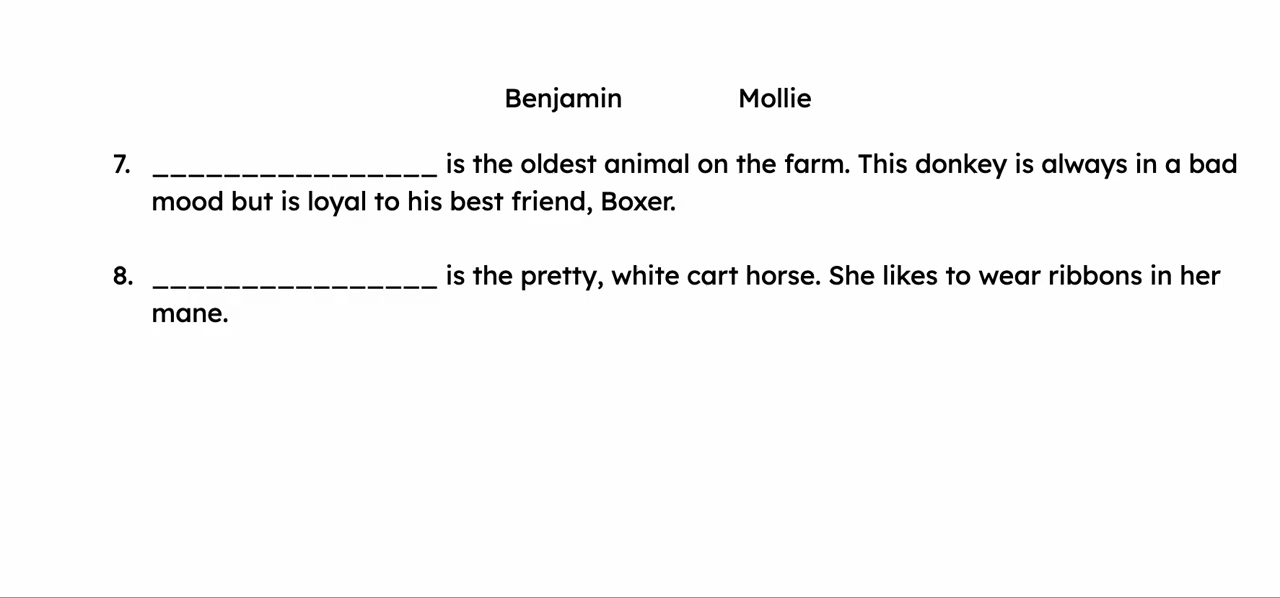 Benjamin Mollie
7. ________________ is the oldest animal on the farm. This donkey is always in a bad
mood but is loyal to his best friend, Boxer.
8. ________________ is the pretty, white cart horse. She likes to wear ribbons in her
mane.